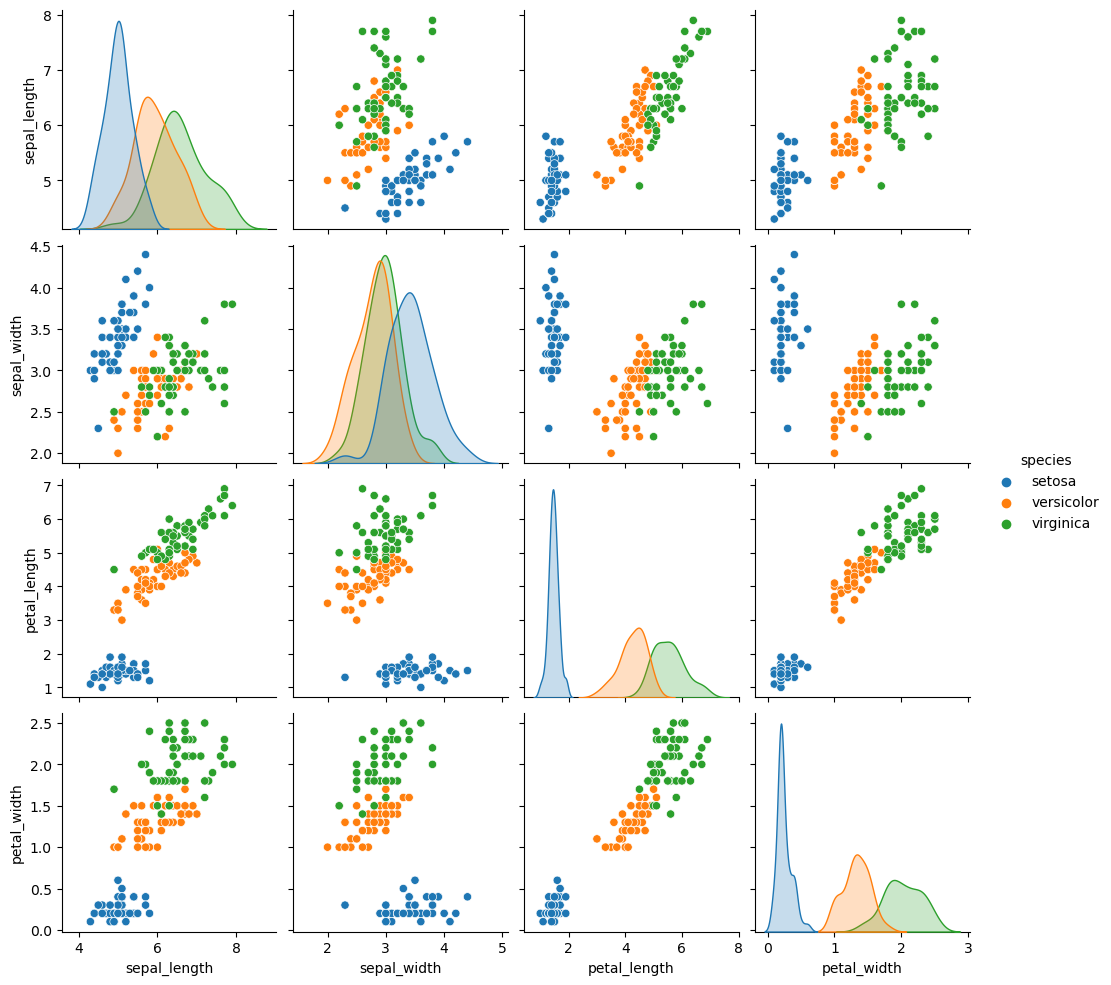 8
7
6
5
sepal_length
4.5
4.0
3.5
3.0
2.5
2.0
sepal_width
species
setosa
versicolor
virginica
7
6
5
4
3
2
1
petal_length
2.5
2.0
1.5
1.0
0.5
0.0
petal_width
4 6 8
2 3 4 5
2 4 6 8
0 1 2 3
sepal_length sepal_width petal_length petal_width